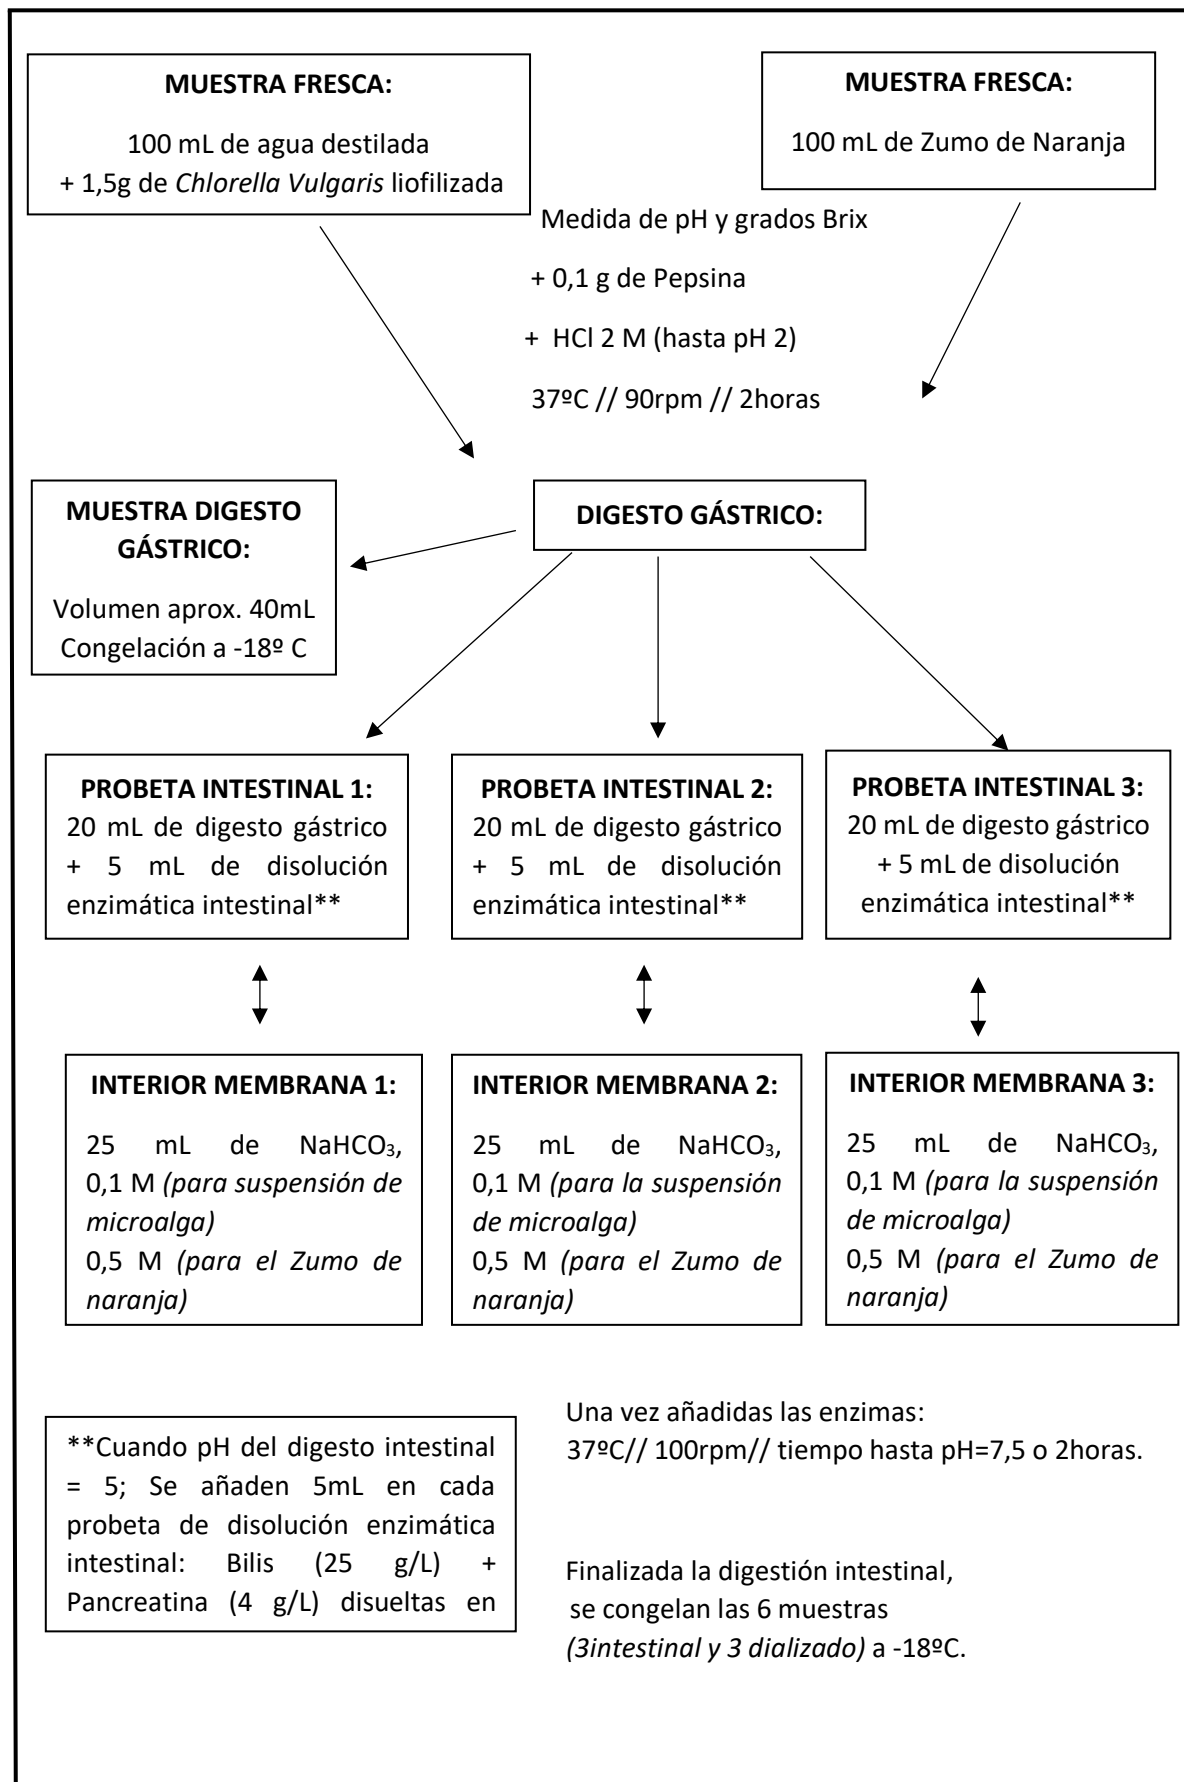 MUESTRA FRESCA:
100 mL de agua destilada
+ 1,5g de Chlorella Vulgaris liofilizada
MUESTRA FRESCA:
100 mL de Zumo de Naranja
Medida de pH y grados Brix
+ 0,1 g de Pepsina
+ HCl 2 M (hasta pH 2)
37ºC // 90rpm // 2horas
MUESTRA DIGESTO
GÁSTRICO:
Volumen aprox. 40mL
Congelación a -18º C
DIGESTO GÁSTRICO:
PROBETA INTESTINAL 1:
20 mL de digesto gástrico
+ 5 mL de disolución
enzimática intestinal**
PROBETA INTESTINAL 2:
20 mL de digesto gástrico
+ 5 mL de disolución
enzimática intestinal**
PROBETA INTESTINAL 3:
20 mL de digesto gástrico
+ 5 mL de disolución
enzimática intestinal**
INTERIOR MEMBRANA 1:
25 mL de NaHCO₃,
0,1 M (para suspensión de
microalga)
0,5 M (para el Zumo de
naranja)
INTERIOR MEMBRANA 2:
25 mL de NaHCO₃,
0,1 M (para la suspensión
de microalga)
0,5 M (para el Zumo de
naranja)
INTERIOR MEMBRANA 3:
25 mL de NaHCO₃,
0,1 M (para la suspensión
de microalga)
0,5 M (para el Zumo de
naranja)
**Cuando pH del digesto intestinal
= 5; Se añaden 5mL en cada
probeta de disolución enzimática
intestinal: Bilis (25 g/L) +
Pancreatina (4 g/L) disueltas en
Una vez añadidas las enzimas:
37ºC// 100rpm// tiempo hasta pH=7,5 o 2horas.
Finalizada la digestión intestinal,
se congelan las 6 muestras
(3intestinal y 3 dializado) a -18ºC.